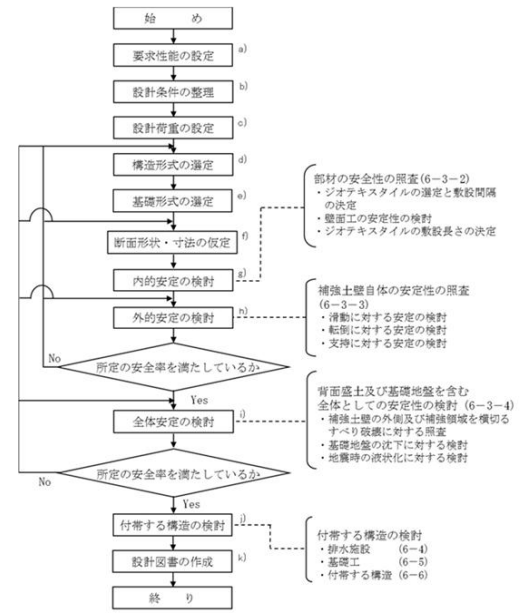 始　め
要求性能の設定 a)
設計条件の整理 b)
設計荷重の設定 c)
構造形式の選定 d)
基礎形式の選定 e)
断面形状・寸法の仮定 f)
内的安定の検討 g)
外的安定の検討 h)
所定の安全率を満たしているか
No
Yes
全体安定の検討 i)
所定の安全率を満たしているか
No
Yes
付帯する構造の検討 j)
設計図書の作成 k)
終　り
部材の安全性の照査(6-3-2)
・ジオテキスタイルの選定と敷設間隔
の決定
・壁面工の安定性の検討
・ジオテキスタイルの敷設長さの決定
補強土壁自体の安定性の照査
(6-3-3)
・滑動に対する安定の検討
・転倒に対する安定の検討
・支持に対する安定の検討
背面盛土及び基礎地盤を含む
全体としての安定性の検討 (6-3-4)
・補強土壁の外側及び補強領域を横切る
すべり破壊に対する照査
・基礎地盤の沈下に対する検討
・地震時の液状化に対する検討
付帯する構造の検討
・排水施設　(6-4)
・基礎工　(6-5)
・付帯する構造　(6-6)